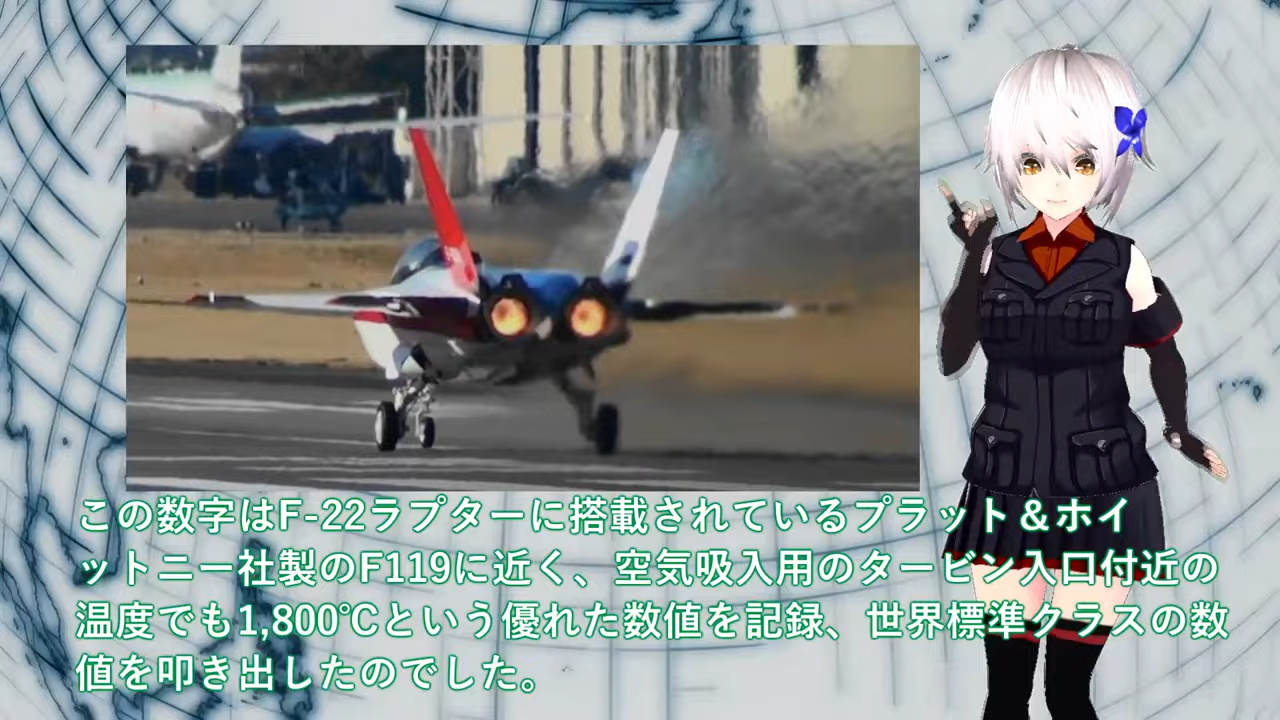 この数字はF-22ラプターに搭載されているプラット＆ホイ
ットニー社製のF119に近く、空気吸入用のタービン入口付近の
温度でも1,800℃という優れた数値を記録、世界標準クラスの数
値を叩き出したのでした。